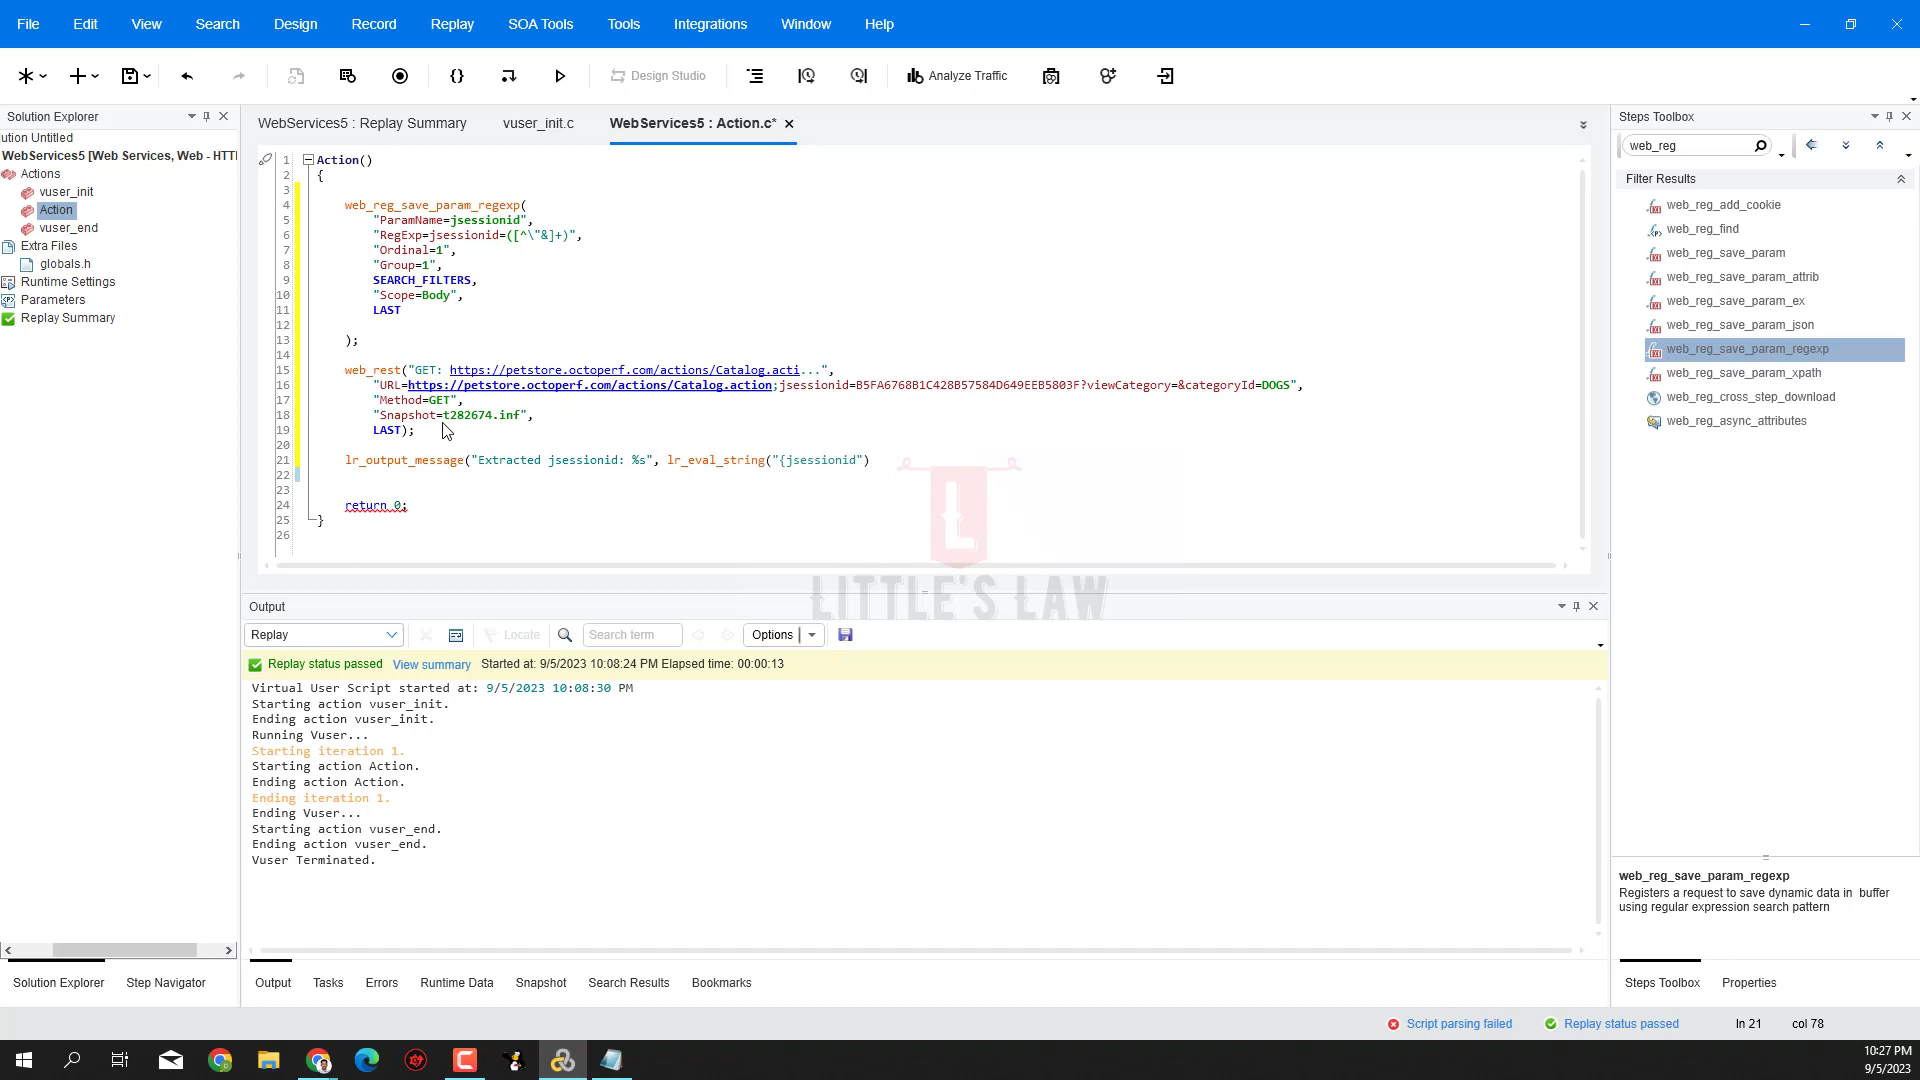 File Edit View Search Design Record Replay SOA Tools Tools Integrations Window Help
Design Studio Analyze Traffic
Solution Explorer
ution Untitled
WebServices5 [Web Services, Web - HTTI
Actions
vuser_init
Action
vuser_end
Extra Files
globals.h
Runtime Settings
Parameters
Replay Summary
WebServices5 : Replay Summary vuser_init.c WebServices5 : Action.c*
1 Action()
2 {
3
4 web_reg_save_param_regexp(
5 "ParamName=jsessionid",
6 "RegExp=jsessionid=([^\"&]+)",
7 "Ordinal=1",
8 "Group=1",
9 SEARCH_FILTERS,
10 "Scope=Body",
11 LAST
12
13 );
14
15 web_rest("GET: https://petstore.octoperf.com/actions/Catalog.acti...",
16 "URL=https://petstore.octoperf.com/actions/Catalog.action;jsessionid=B5FA6768B1C428B57584D649EEB5803F?viewCategory=&categoryId=DOGS",
17 "Method=GET",
18 "Snapshot=t282674.inf",
19 LAST);
20
21 lr_output_message("Extracted jsessionid: %s", lr_eval_string("{jsessionid")
22
23
24 return 0;
25 }
26
L
LITTLE'S LAW
Output
Replay Locate Search term Options
Replay status passed View summary Started at: 9/5/2023 10:08:24 PM Elapsed time: 00:00:13
Virtual User Script started at: 9/5/2023 10:08:30 PM
Starting action vuser_init.
Ending action vuser_init.
Running Vuser...
Starting iteration 1.
Starting action Action.
Ending action Action.
Ending iteration 1.
Ending Vuser...
Starting action vuser_end.
Ending action vuser_end.
Vuser Terminated.
Steps Toolbox
web_reg
Filter Results
web_reg_add_cookie
web_reg_find
web_reg_save_param
web_reg_save_param_attrib
web_reg_save_param_ex
web_reg_save_param_json
web_reg_save_param_regexp
web_reg_save_param_xpath
web_reg_cross_step_download
web_reg_async_attributes
web_reg_save_param_regexp
Registers a request to save dynamic data in buffer
using regular expression search pattern
Solution Explorer Step Navigator
Output Tasks Errors Runtime Data Snapshot Search Results Bookmarks
Steps Toolbox Properties
Script parsing failed Replay status passed ln 21 col 78
10:27 PM
9/5/2023